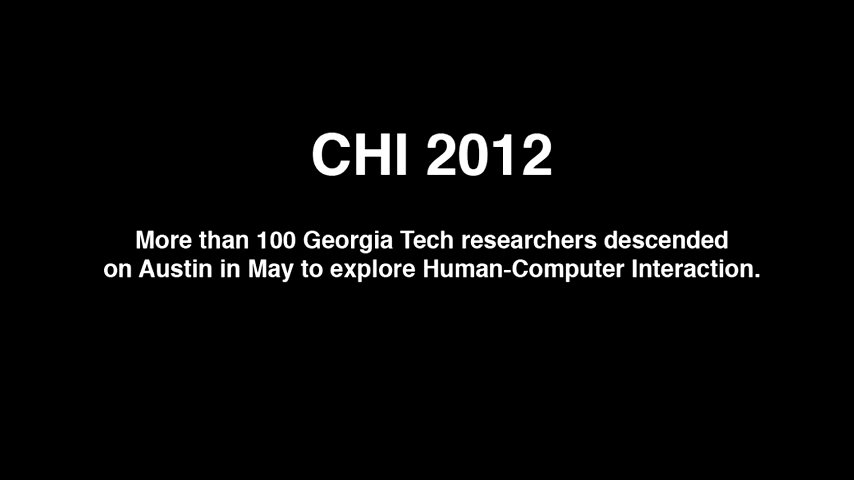 CHI 2012
More than 100 Georgia Tech researchers descended
on Austin in May to explore Human-Computer Interaction.